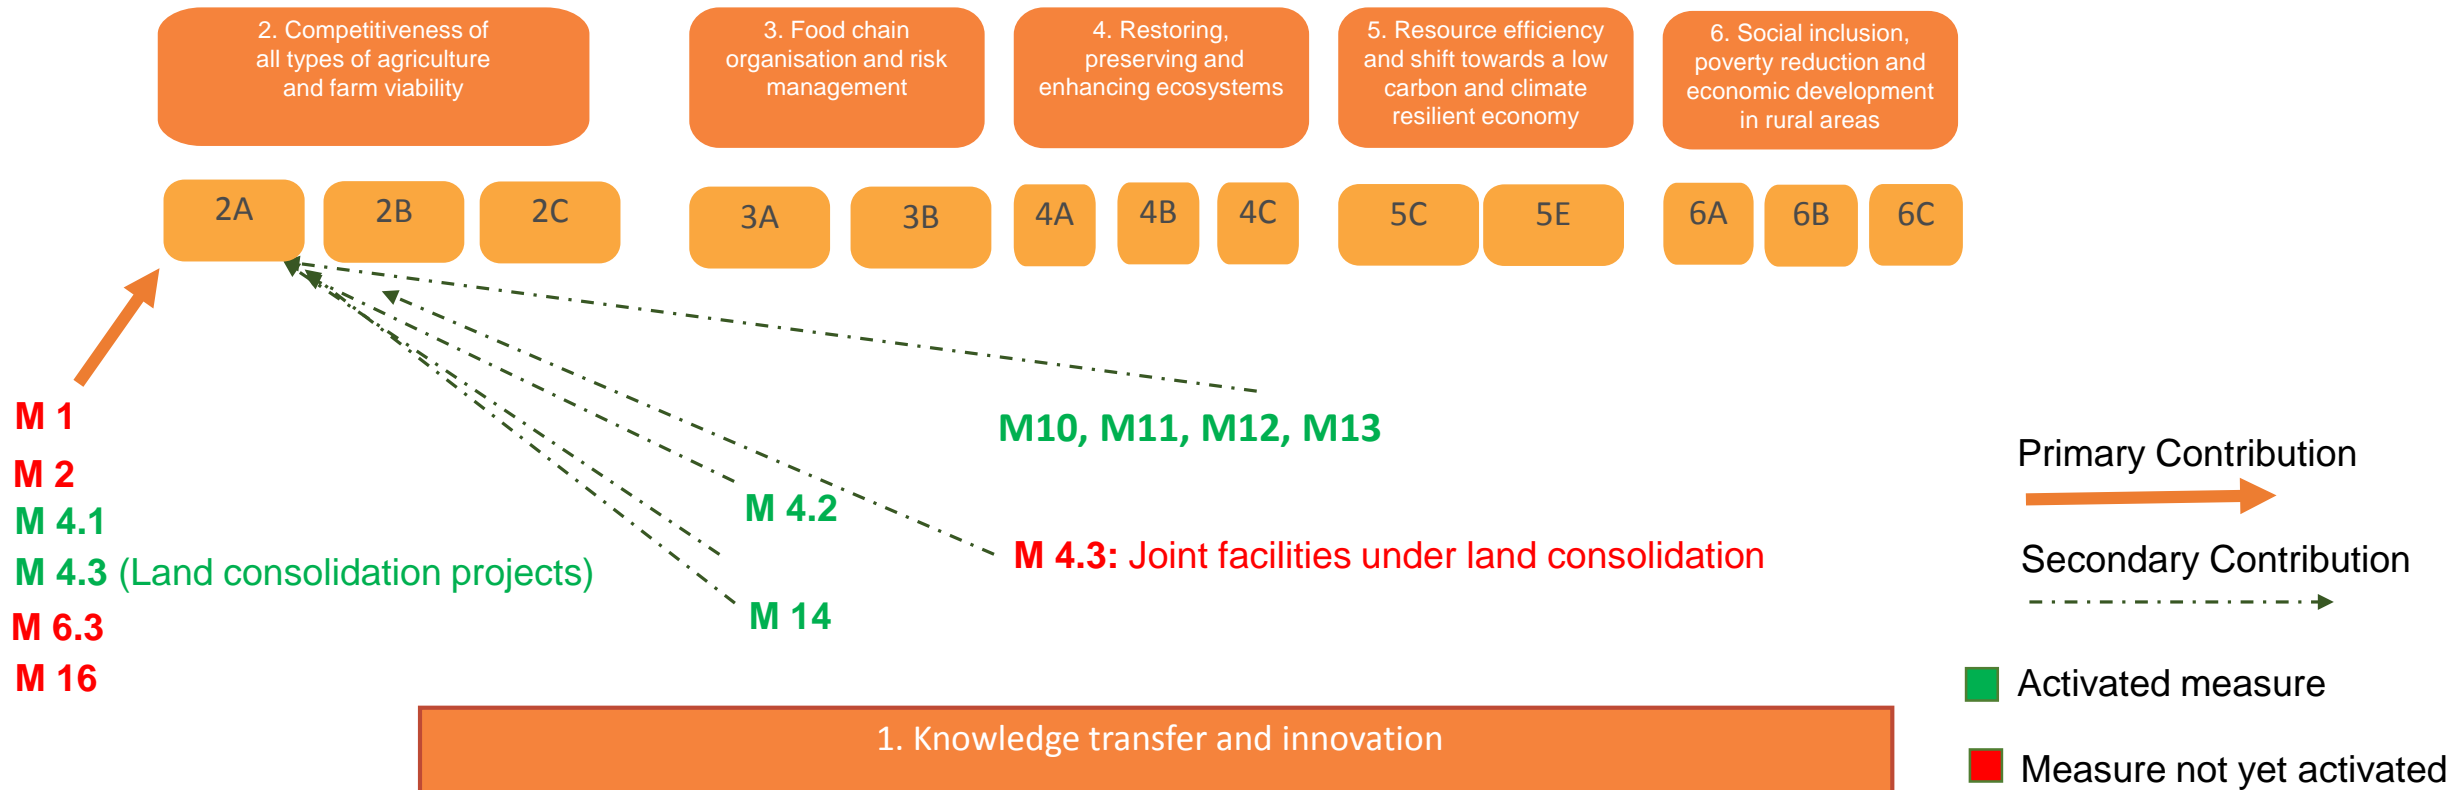 2. Competitiveness of
all types of agriculture
and farm viability
3. Food chain
organisation and risk
management
4. Restoring,
preserving and
enhancing ecosystems
5. Resource efficiency
and shift towards a low
carbon and climate
resilient economy
6. Social inclusion,
poverty reduction and
economic development
in rural areas
2A
2B
2C
3A
3B
4A
4B
4C
5C
5E
6A
6B
6C
M 1
M 2
M 4.1
M 4.3 (Land consolidation projects)
M 6.3
M 16
M10, M11, M12, M13
M 4.2
M 4.3: Joint facilities under land consolidation
M 14
Primary Contribution
Secondary Contribution
Activated measure
Measure not yet activated
1. Knowledge transfer and innovation